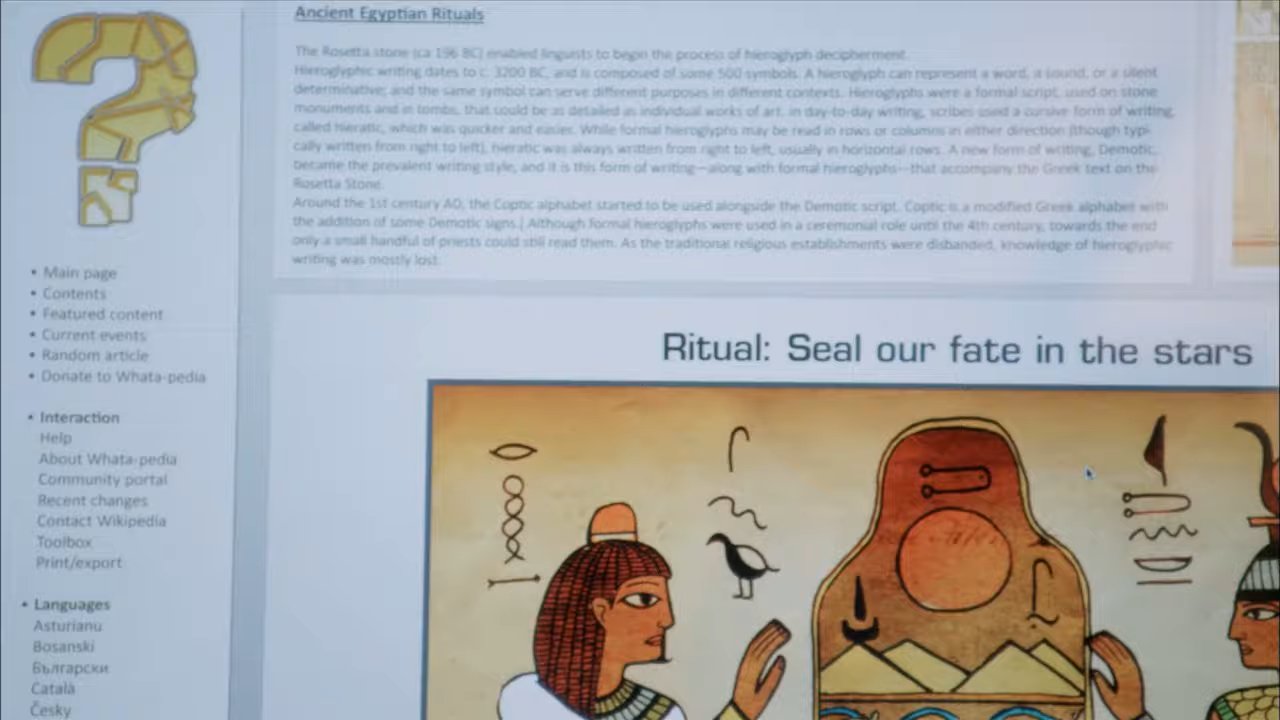 Ancient Egyptian Rituals
The Rosetta stone (ca 196 BC) enabled linguists to begin the process of hieroglyph decipherment.
Hieroglyphic writing dates to c. 3200 BC, and is composed of some 500 symbols. A hieroglyph can represent a word, a sound, or a silent
determinative; and the same symbol can serve different purposes in different contexts. Hieroglyphs were a formal script, used on stone
monuments and in tombs, that could be as detailed as individual works of art. in day-to-day writing, scribes used a cursive form of writing,
called hieratic, which was quicker and easier. While formal hieroglyphs may be read in rows or columns in either direction (though typi-
cally written from right to left), hieratic was always written from right to left, usually in horizontal rows. A new form of writing, Demotic,
became the prevalent writing style, and it is this form of writing—along with formal hieroglyphs—that accompany the Greek text on the
Rosetta Stone.
Around the 1st century AD, the Coptic alphabet started to be used alongside the Demotic script. Coptic is a modified Greek alphabet with
the addition of some Demotic signs.| Although formal hieroglyphs were used in a ceremonial role until the 4th century, towards the end
only a small handful of priests could still read them. As the traditional religious establishments were disbanded, knowledge of hieroglyphic
writing was mostly lost.
• Main page
• Contents
• Featured content
• Current events
• Random article
• Donate to Whata-pedia
• Interaction
Help
About Whata-pedia
Community portal
Recent changes
Contact Wikipedia
Toolbox
Print/export
• Languages
Asturianu
Bosanski
Български
Català
Česky
Ritual: Seal our fate in the stars